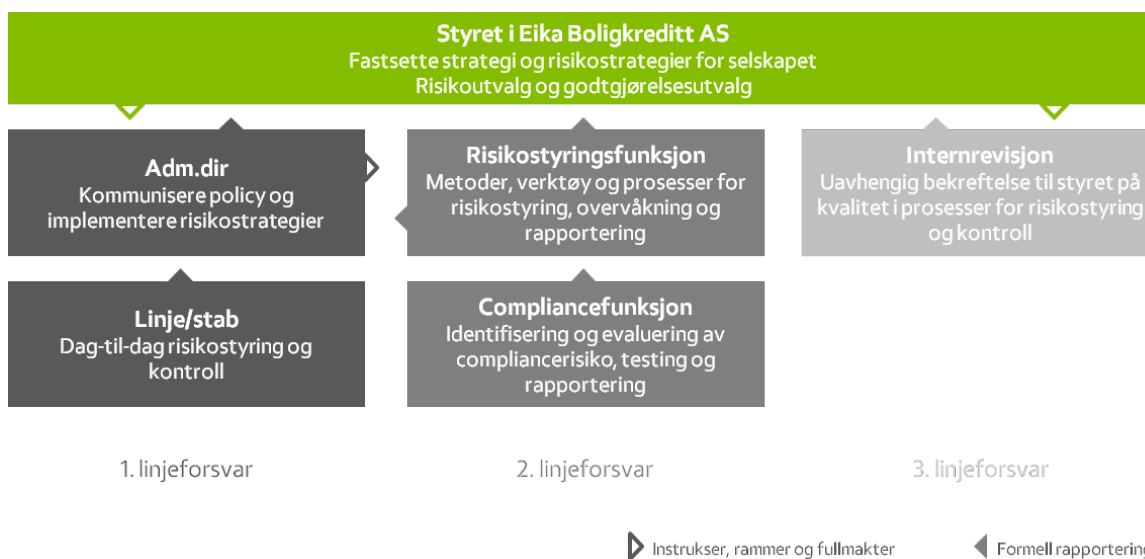 Styret i Eika Boligkreditt AS
Fastsette strategi og risikostrategier for selskapet
Risikoutvalg og godtgjørelsesutvalg
Adm.dir
Kommunisere policy og
implementere risikostrategier
Risikostyringsfunksjon
Metoder, verktøy og prosesser for
risikostyring, overvåkning og
rapportering
Internrevisjon
Uavhengig bekreftelse til styret på
kvalitet i prosesser for risikostyring
og kontroll
Linje/stab
Dag-til-dag risikostyring og
kontroll
Compliancefunksjon
Identifisering og evaluering av
compliancerisiko, testing og
rapportering
1. linjeforsvar
2. linjeforsvar
3. linjeforsvar
Instrukser, rammer og fullmakter
Formell rapportering